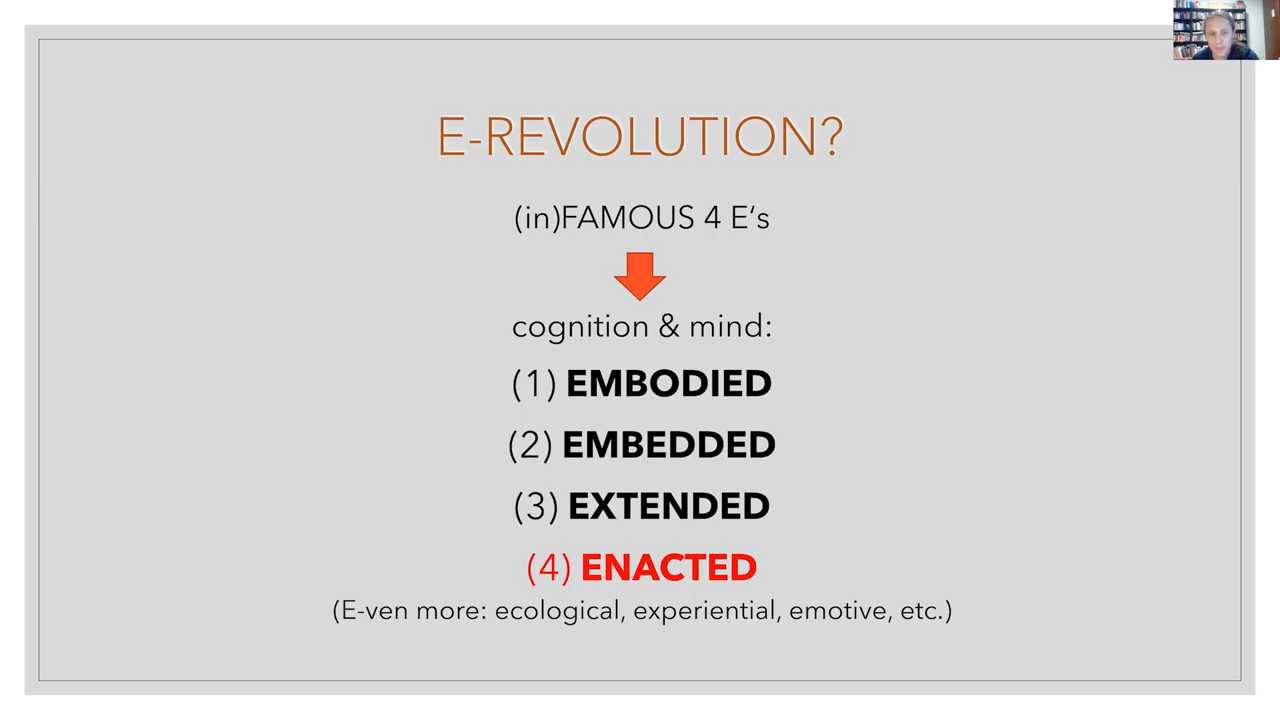 E-REVOLUTION?
(in)FAMOUS 4 E‘s
cognition & mind:
(1) EMBODIED
(2) EMBEDDED
(3) EXTENDED
(4) ENACTED
(E-ven more: ecological, experiential, emotive, etc.)